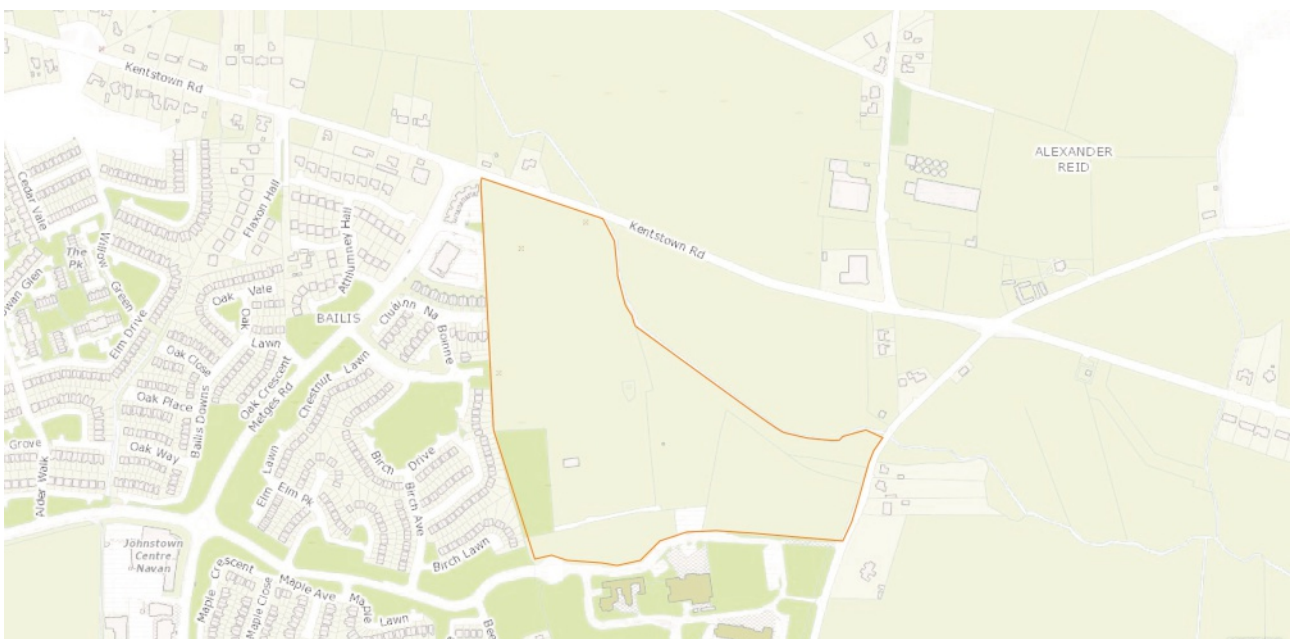 Kentstown Rd
ALEXANDER
REID
Cedar Vale
Flaxon Hall
Athlumney Hall
Kentstown Rd
The
Pk
Willow
Green
Oak Vale
Elm Drive
Oak
Lawn
BAILIS
Cluain Na
Boinne
Oak Close
Oak Crescent
Metges Rd
Chestnut Lawn
Oak Place
Bailis Downs
Grove
Oak Way
Alder Walk
Elm Lawn
Elm Pk
Birch Drive
Birch Ave
Birch Lawn
Johnstown
Centre
Navan
Maple Crescent
Maple Close
Maple Ave
Maple
Lawn